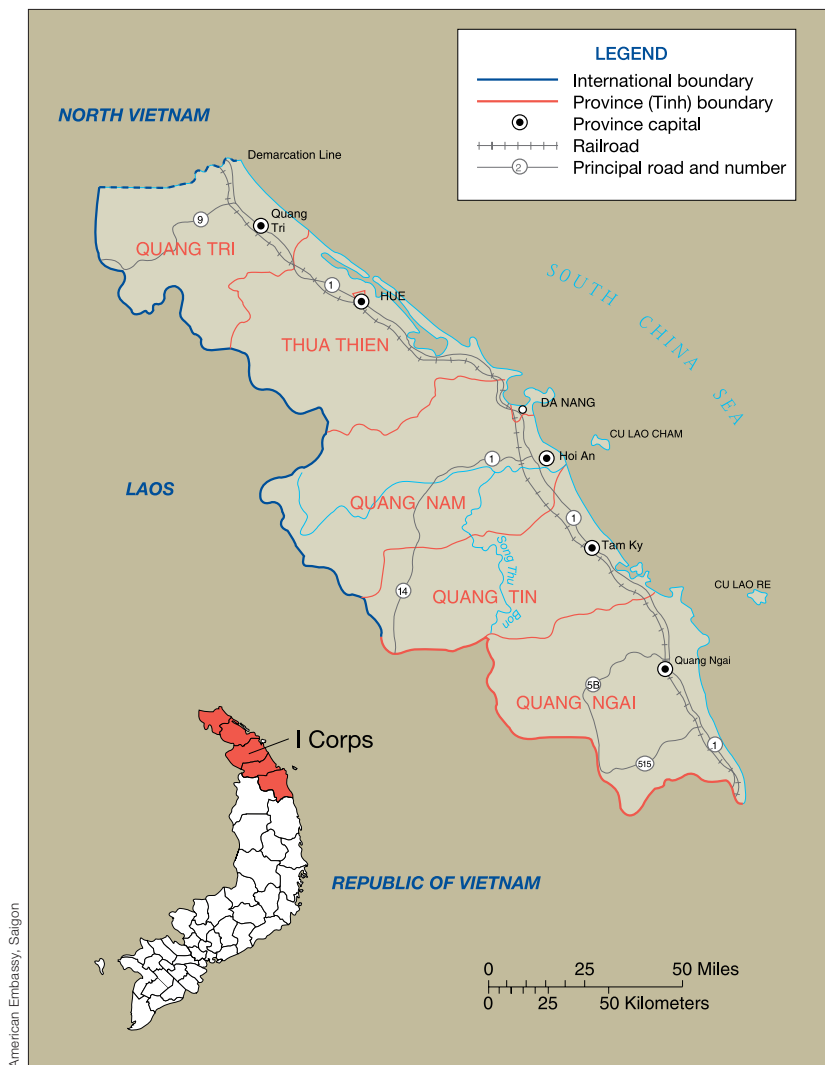 LEGEND
International boundary
Province (Tinh) boundary
Province capital
Railroad
2
Principal road and number
NORTH VIETNAM
Demarcation Line
9
Quang
Tri
QUANG TRI
1
HUE
THUA THIEN
SOUTH CHINA SEA
DA NANG
CU LAO CHAM
1
Hoi An
LAOS
QUANG NAM
1
Song Thu
Bon
Tam Ky
14
QUANG TIN
CU LAO RE
Quang Ngai
5B
QUANG NGAI
1
515
I Corps
REPUBLIC OF VIETNAM
0 25 50 Miles
0 25 50 Kilometers
American Embassy, Saigon